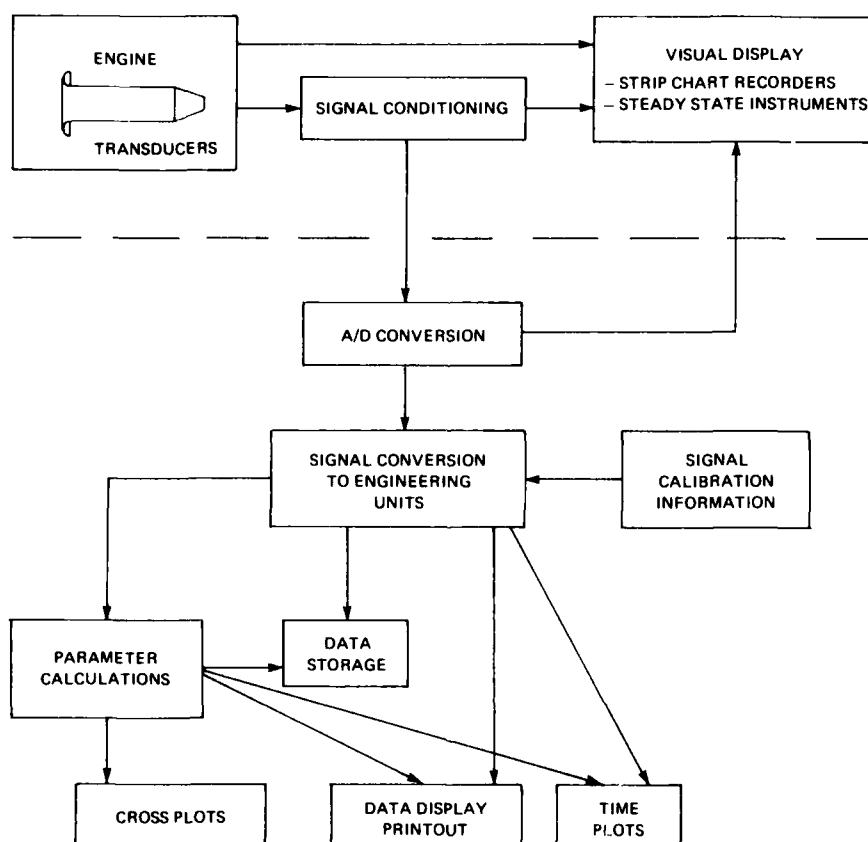 ENGINE
TRANSDUCERS
SIGNAL CONDITIONING
VISUAL DISPLAY
– STRIP CHART RECORDERS
– STEADY STATE INSTRUMENTS
A/D CONVERSION
SIGNAL CONVERSION
TO ENGINEERING
UNITS
SIGNAL
CALIBRATION
INFORMATION
PARAMETER
CALCULATIONS
DATA
STORAGE
CROSS PLOTS
DATA DISPLAY
PRINTOUT
TIME
PLOTS